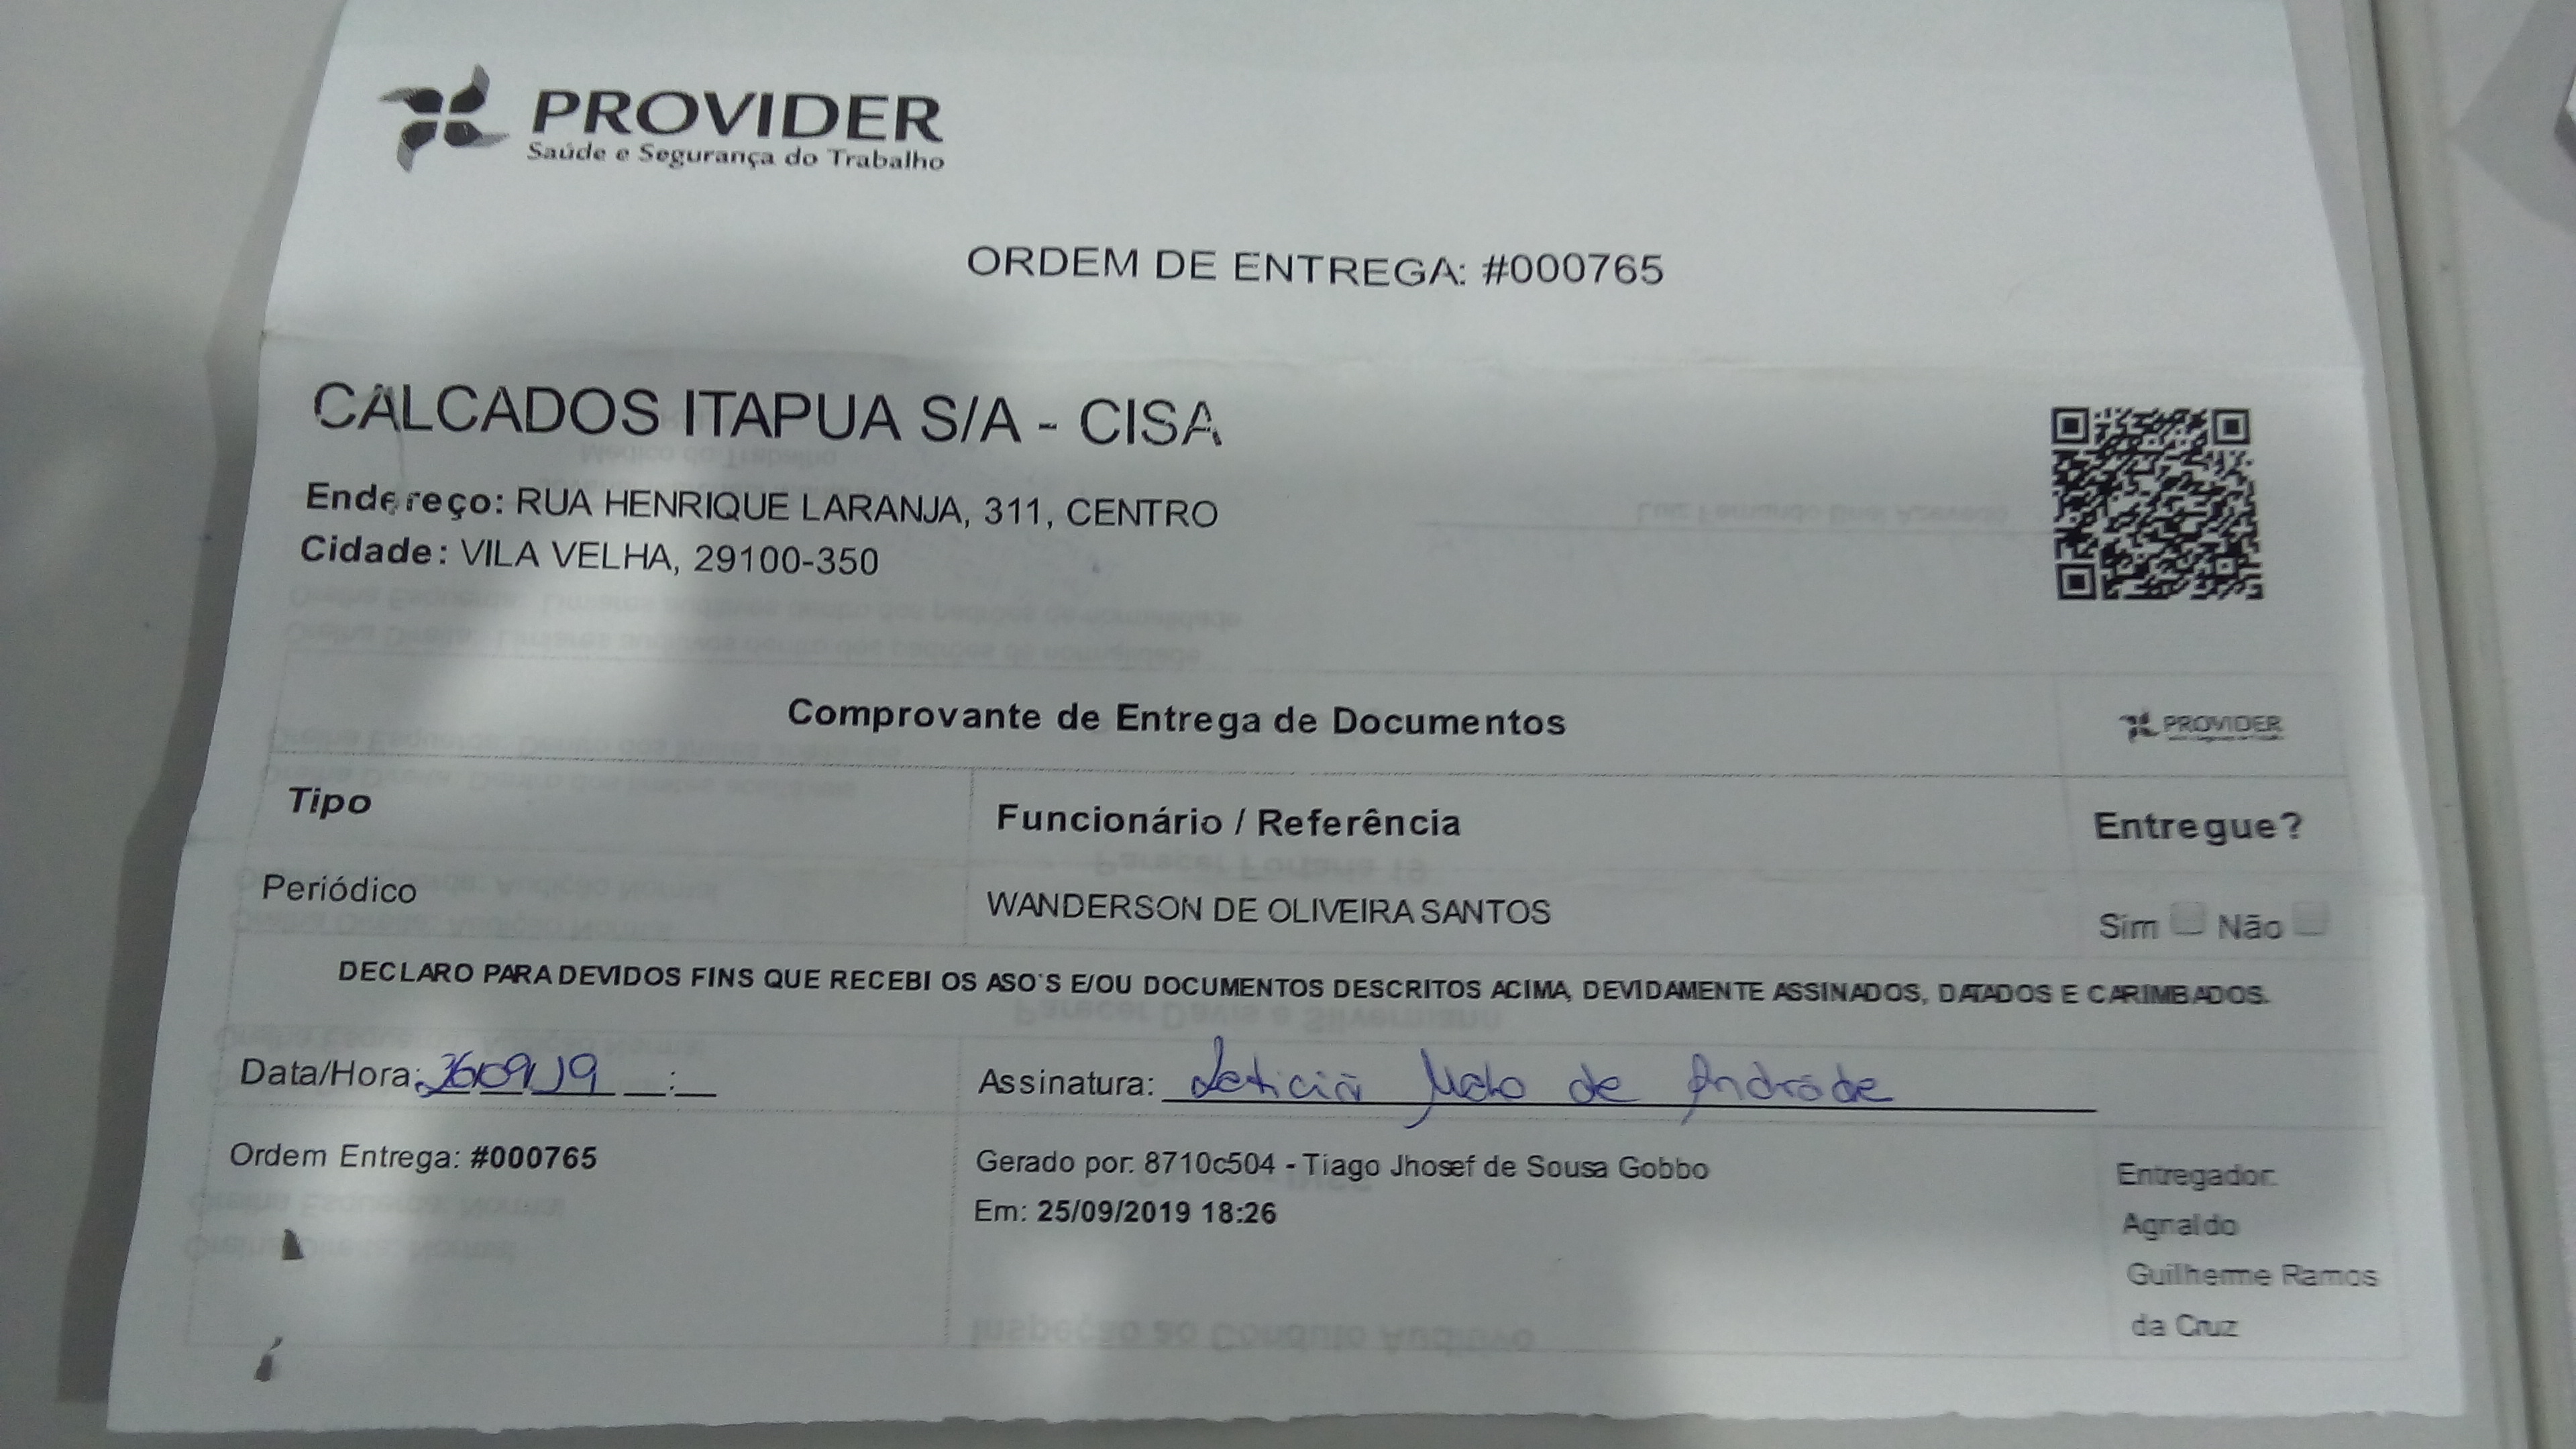 PROVIDER
Saúde e Segurança do Trabalho
ORDEM DE ENTREGA: #000765
CALCADOS ITAPUA S/A - CISA
Endereço: RUA HENRIQUE LARANJA, 311, CENTRO
Cidade: VILA VELHA, 29100-350
Comprovante de Entrega de Documentos
PROVIDER
Tipo Funcionário / Referência Entregue?
Periódico WANDERSON DE OLIVEIRA SANTOS Sim Não
DECLARO PARA DEVIDOS FINS QUE RECEBI OS ASO'S E/OU DOCUMENTOS DESCRITOS ACIMA, DEVIDAMENTE ASSINADOS, DATADOS E CARIMBADOS.
Data/Hora: 26/09/19 __:__ Assinatura: Leticia Melo de Andrade
Ordem Entrega: #000765
Gerado por: 8710c504 - Tiago Jhosef de Sousa Gobbo
Em: 25/09/2019 18:26
Entregador:
Agnaldo
Guilherme Ramos
da Cruz